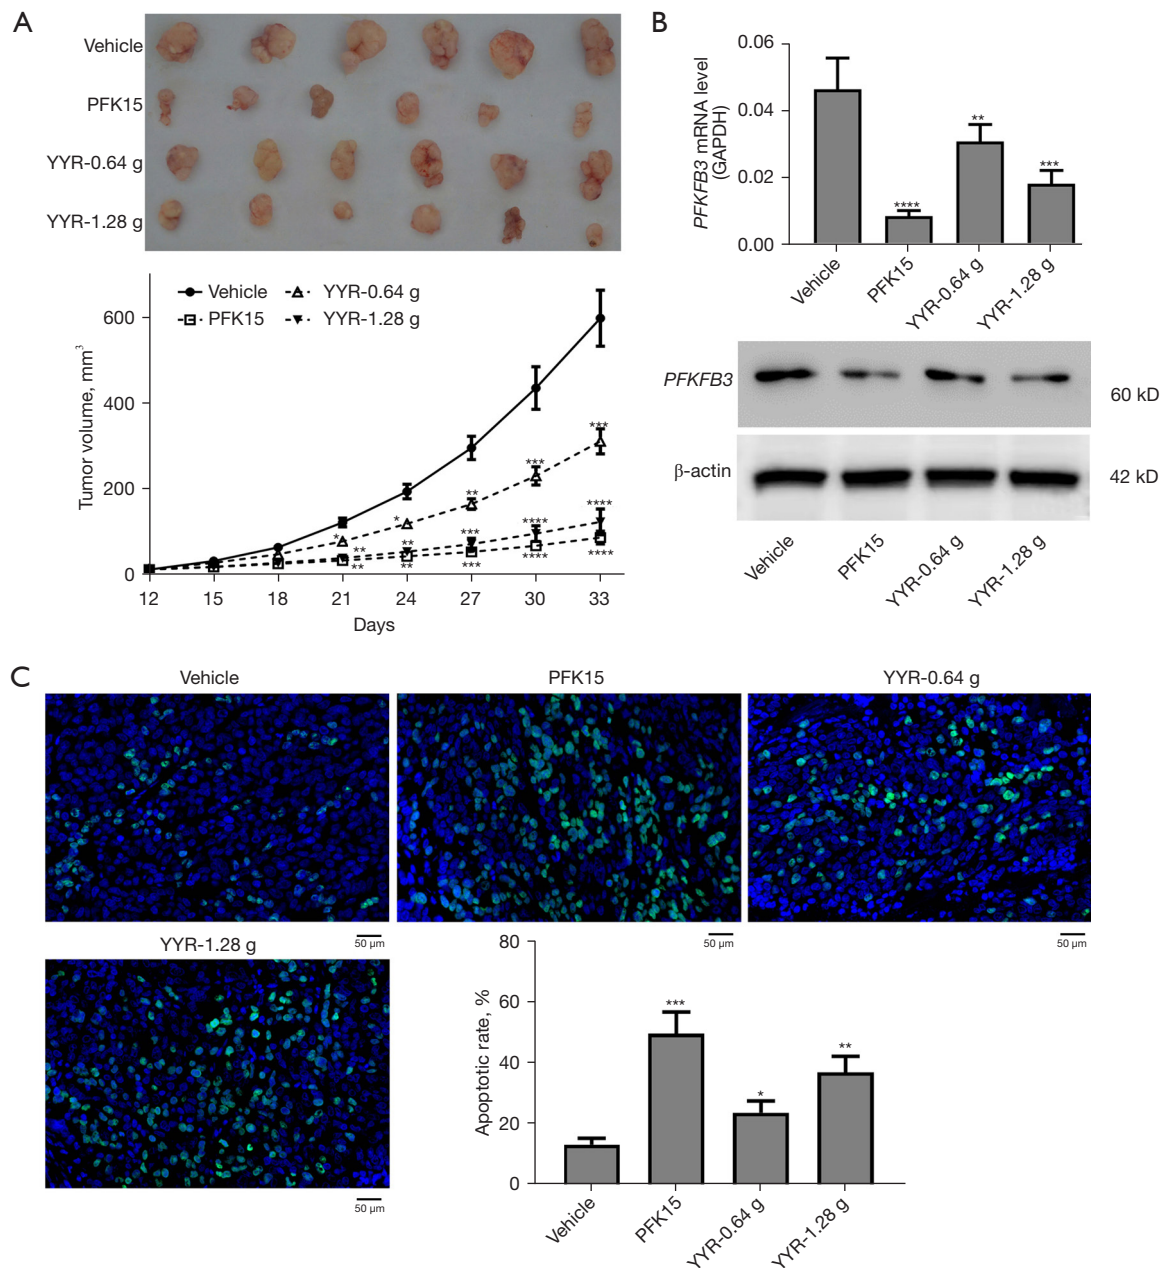 A
Vehicle
PFK15
YYR-0.64 g
YYR-1.28 g
Vehicle
PFK15
YYR-0.64 g
YYR-1.28 g
Tumor volume, mm³
600
400
200
0
*
**
**
*
**
**
**
***
***
***
****
****
***
****
****
12
15
18
21
24
27
30
33
Days
B
PFKFB3 mRNA level
(GAPDH)
0.06
0.04
0.02
0.00
****
**
***
Vehicle
PFK15
YYR-0.64 g
YYR-1.28 g
PFKFB3
60 kD
β-actin
42 kD
Vehicle
PFK15
YYR-0.64 g
YYR-1.28 g
C
Vehicle
PFK15
YYR-0.64 g
50 μm
50 μm
50 μm
YYR-1.28 g
50 μm
Apoptotic rate, %
80
60
40
20
0
***
*
**
Vehicle
PFK15
YYR-0.64 g
YYR-1.28 g